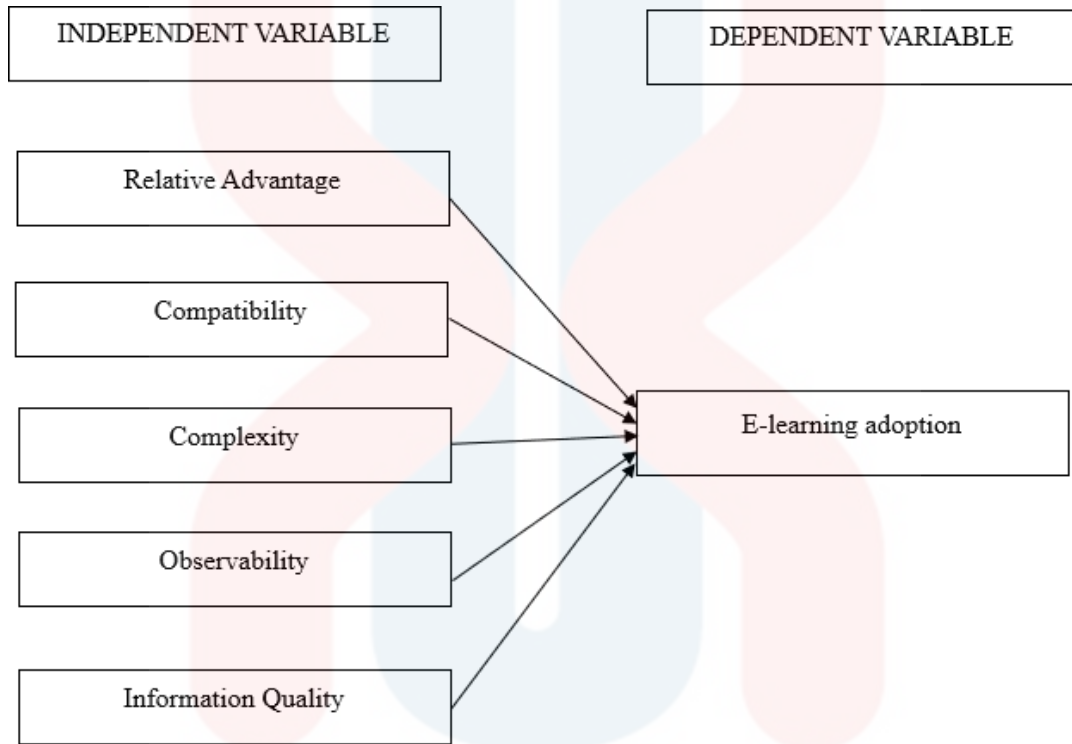 INDEPENDENT VARIABLE
DEPENDENT VARIABLE
Relative Advantage
Compatibility
Complexity
E-learning adoption
Observability
Information Quality